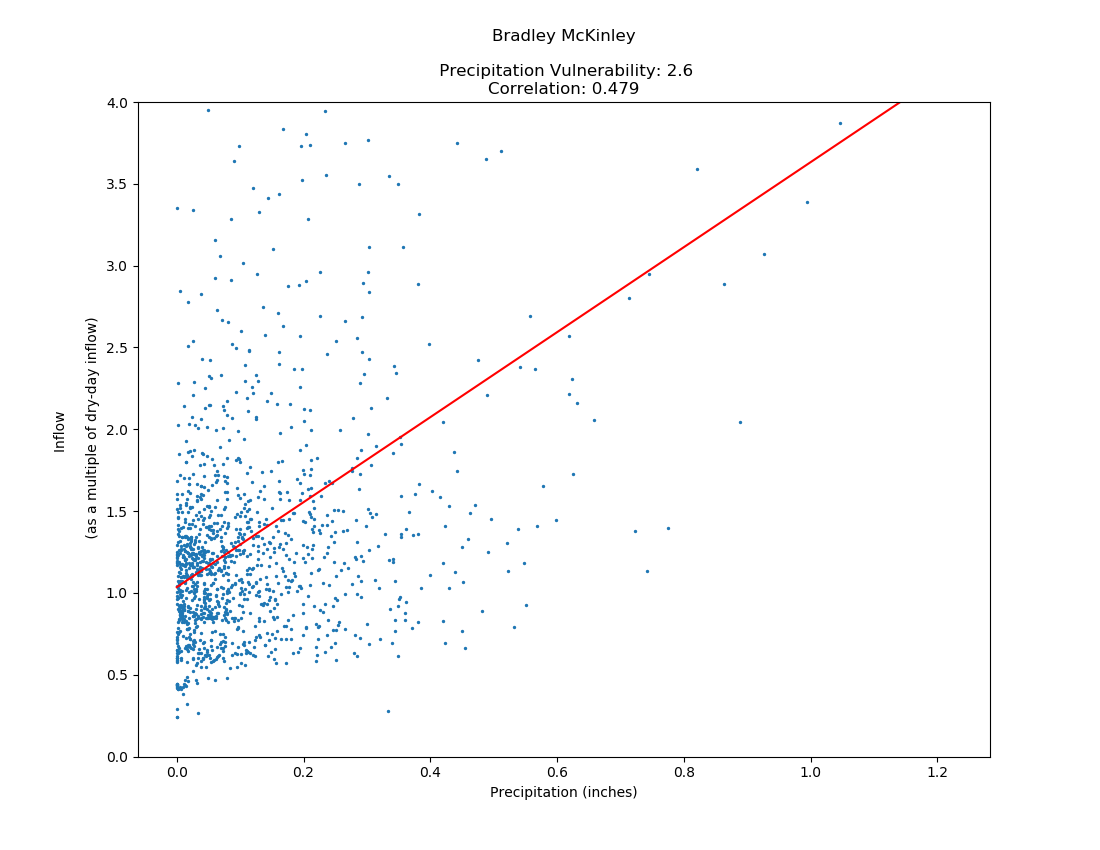 Bradley McKinley
Precipitation Vulnerability: 2.6
Correlation: 0.479
4.0
3.5
3.0
2.5
2.0
1.5
1.0
0.5
0.0
Inflow
(as a multiple of dry-day inflow)
0.0 0.2 0.4 0.6 0.8 1.0 1.2
Precipitation (inches)